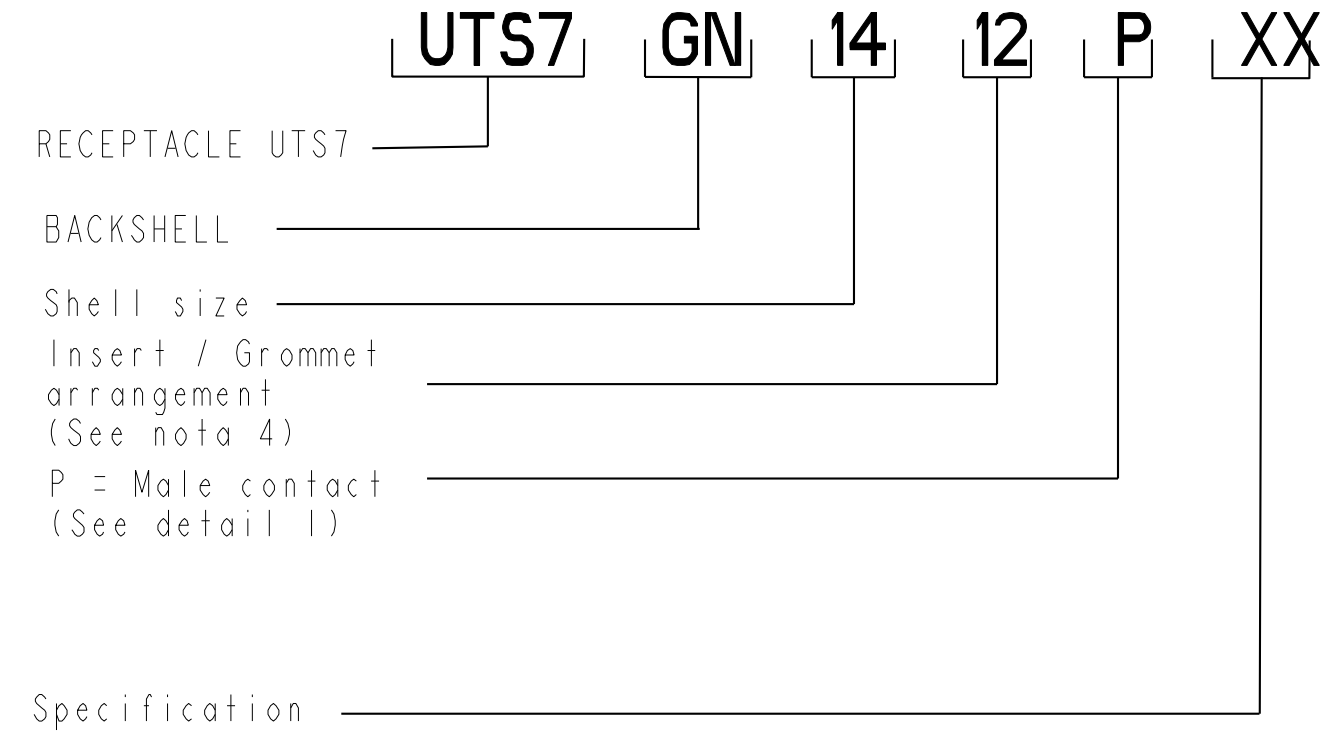 UTS7 GN 14 12 P XX
RECEPTACLE UTS7
BACKSHELL
Shell size
Insert / Grommet
arrangement
(See nota 4)
P = Male contact
(See detail 1)
Specification